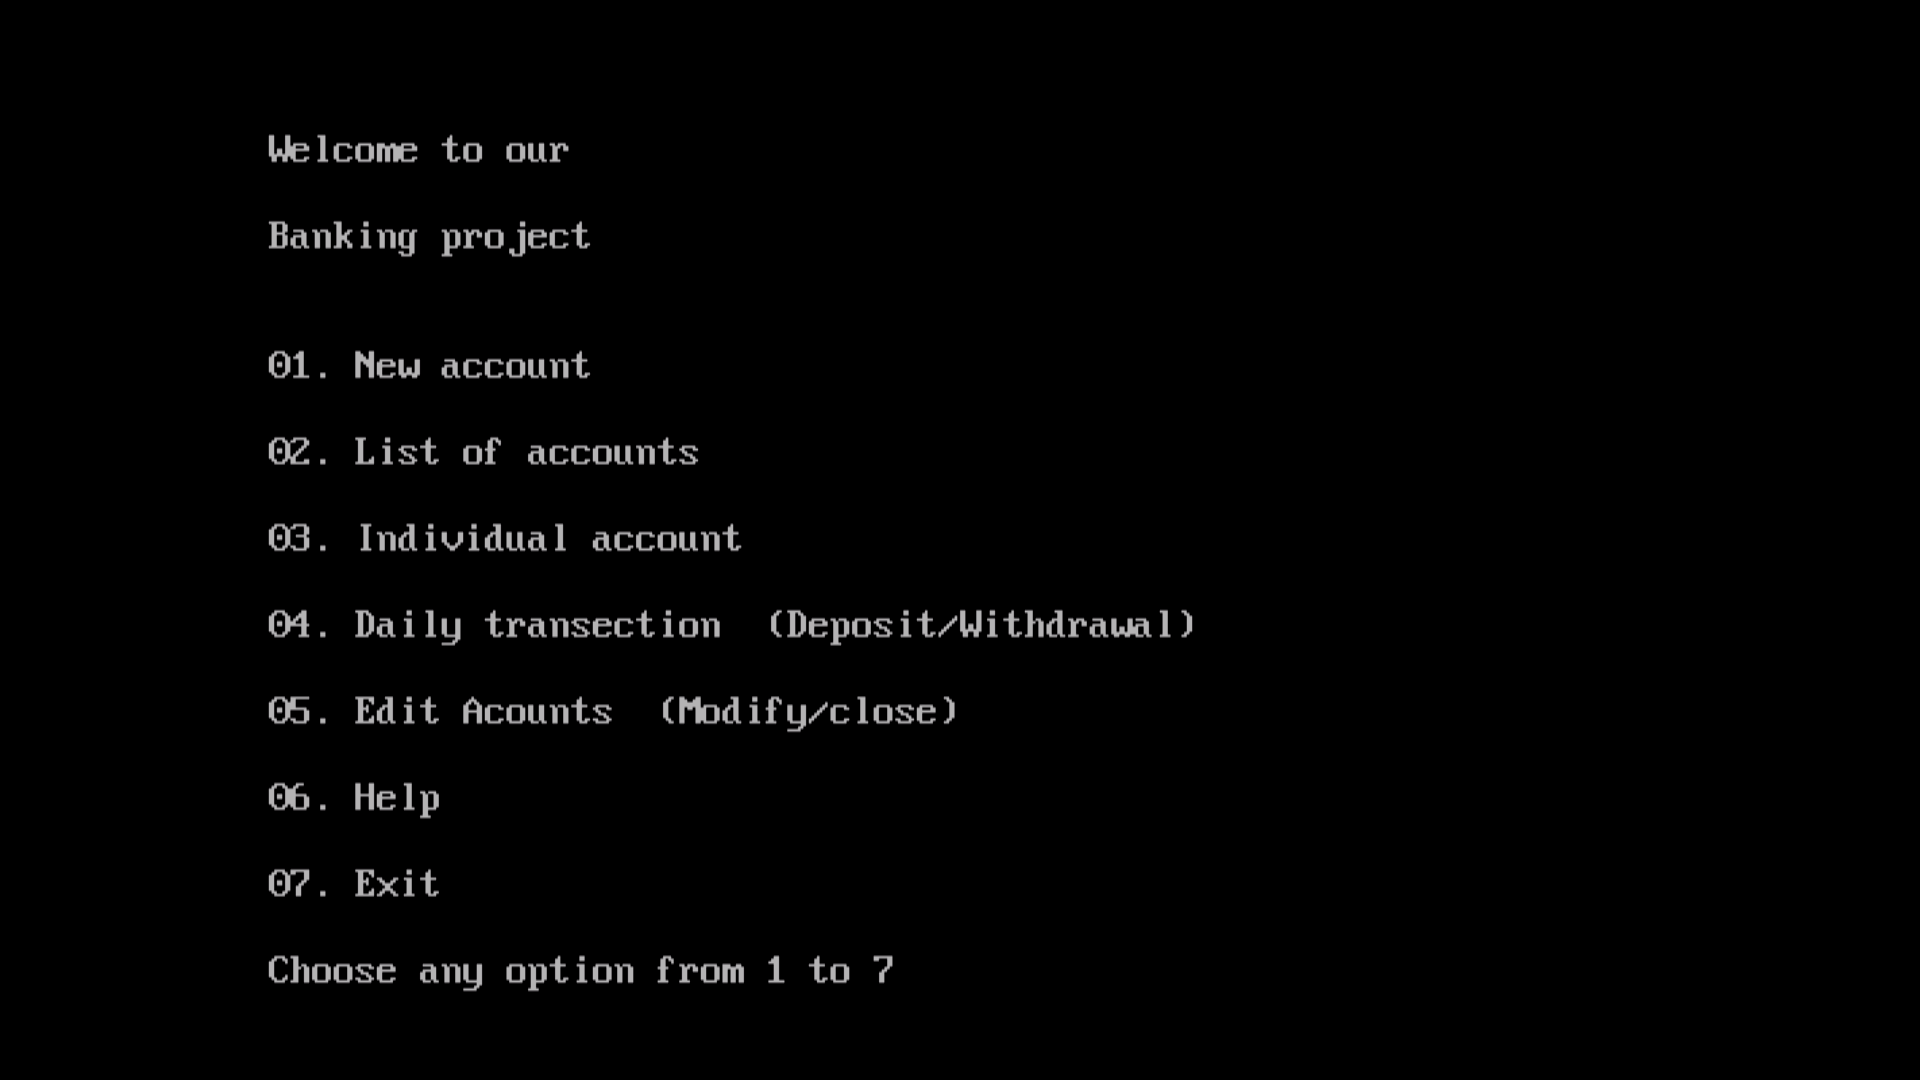 Welcome to our
Banking project
01. New account
02. List of accounts
03. Individual account
04. Daily transection  (Deposit/Withdrawal)
05. Edit Acounts  (Modify/close)
06. Help
07. Exit
Choose any option from 1 to 7